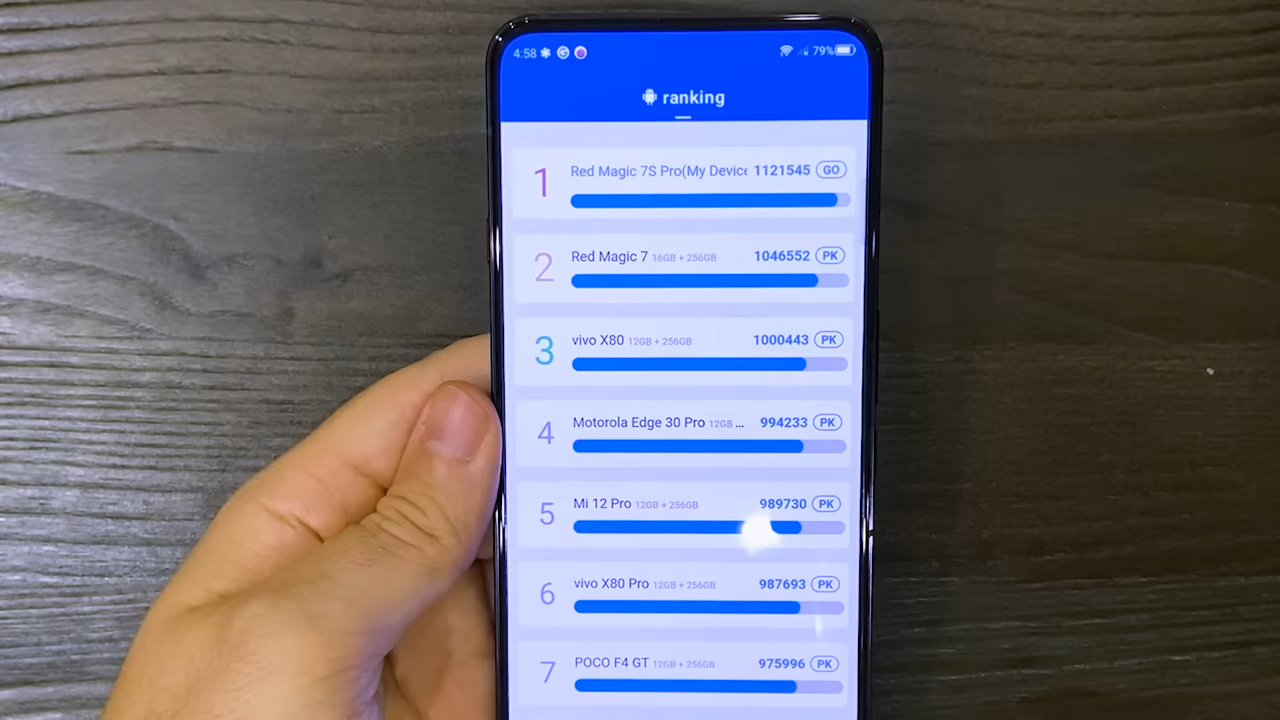 4:58 79%
ranking
1 Red Magic 7S Pro(My Device 1121545 GO
2 Red Magic 7 16GB + 256GB 1046552 PK
3 vivo X80 12GB + 256GB 1000443 PK
4 Motorola Edge 30 Pro 12GB ... 994233 PK
5 Mi 12 Pro 12GB + 256GB 989730 PK
6 vivo X80 Pro 12GB + 256GB 987693 PK
7 POCO F4 GT 12GB + 256GB 975996 PK